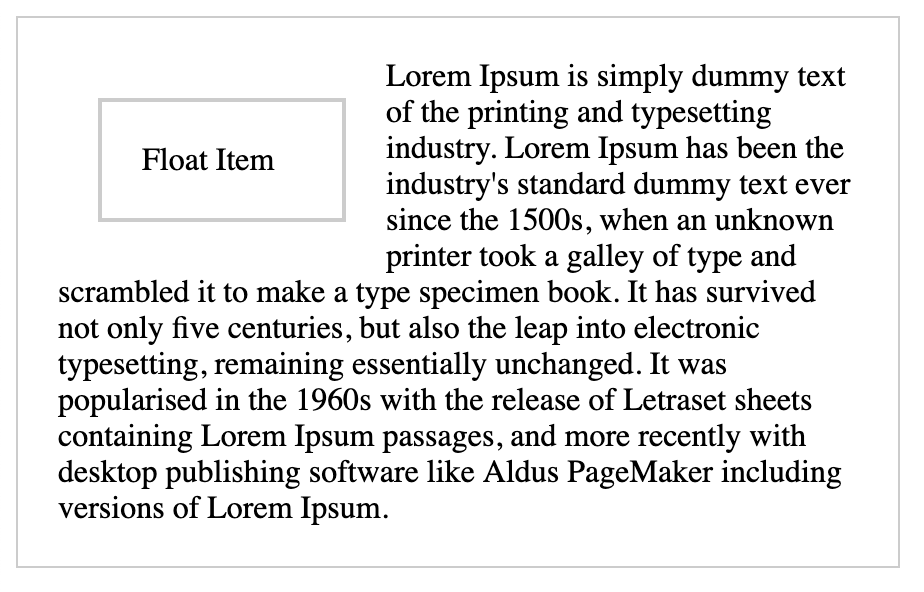 Float Item
Lorem Ipsum is simply dummy text
of the printing and typesetting
industry. Lorem Ipsum has been the
industry's standard dummy text ever
since the 1500s, when an unknown
printer took a galley of type and
scrambled it to make a type specimen book. It has survived
not only five centuries, but also the leap into electronic
typesetting, remaining essentially unchanged. It was
popularised in the 1960s with the release of Letraset sheets
containing Lorem Ipsum passages, and more recently with
desktop publishing software like Aldus PageMaker including
versions of Lorem Ipsum.